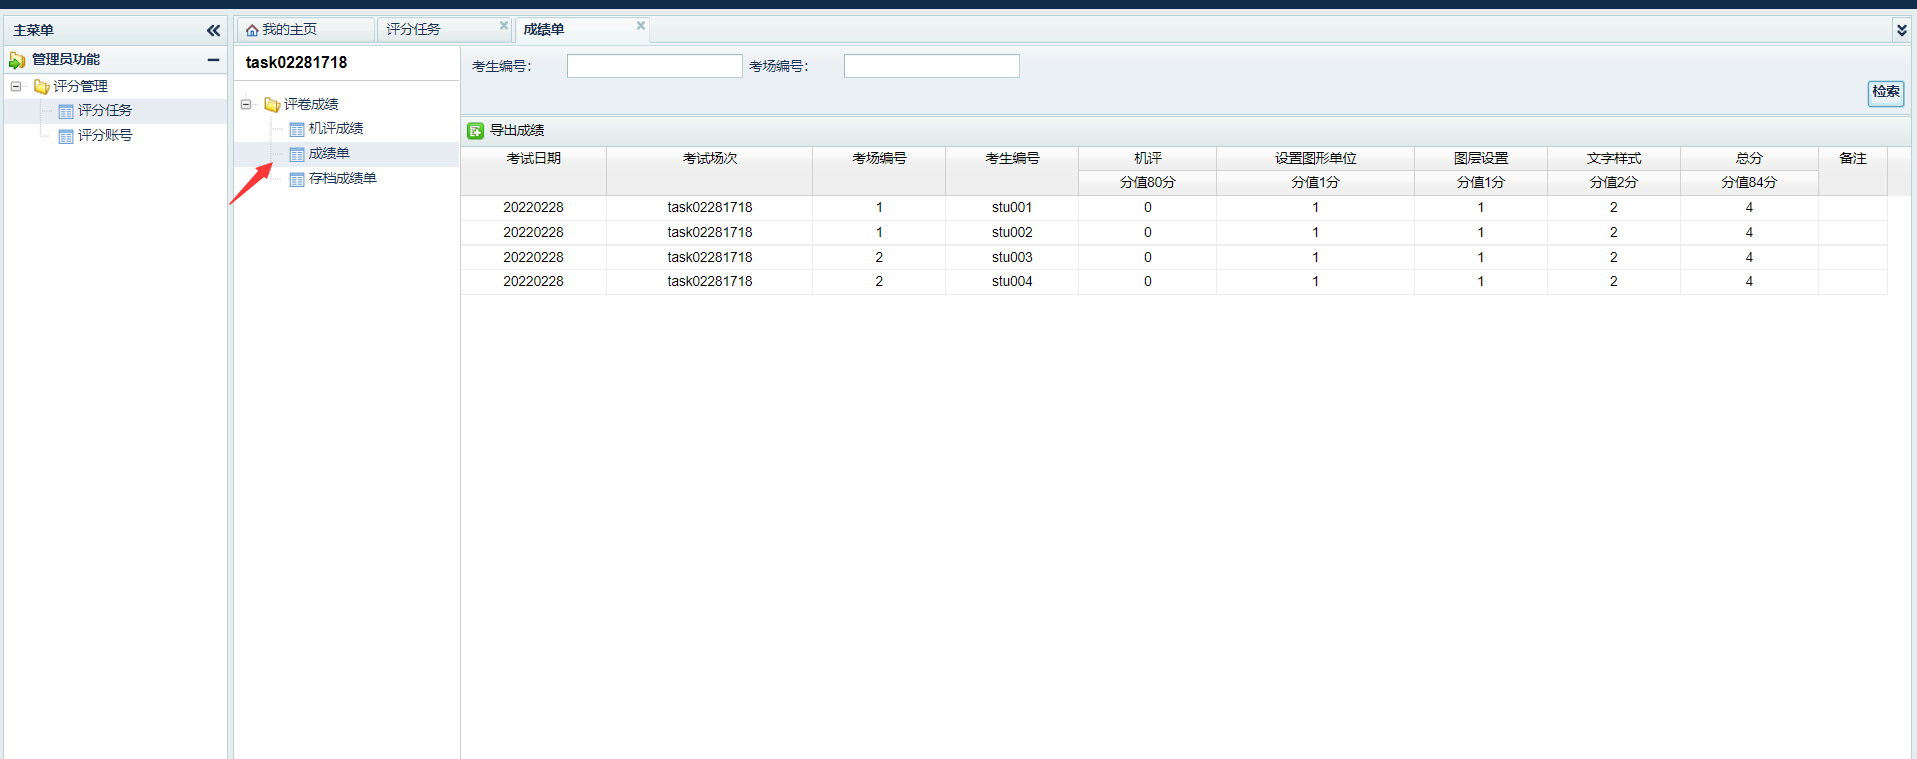 主菜单
管理员功能
评分管理
评分任务
评分账号
我的主页 评分任务 成绩单
task02281718
评卷成绩
机评成绩
成绩单
存档成绩单
考生编号： 考场编号：
检索
导出成绩
考试日期 考试场次 考场编号 考生编号 机评 设置图形单位 图层设置 文字样式 总分 备注
分值80分 分值1分 分值1分 分值2分 分值84分
20220228 task02281718 1 stu001 0 1 1 2 4
20220228 task02281718 1 stu002 0 1 1 2 4
20220228 task02281718 2 stu003 0 1 1 2 4
20220228 task02281718 2 stu004 0 1 1 2 4